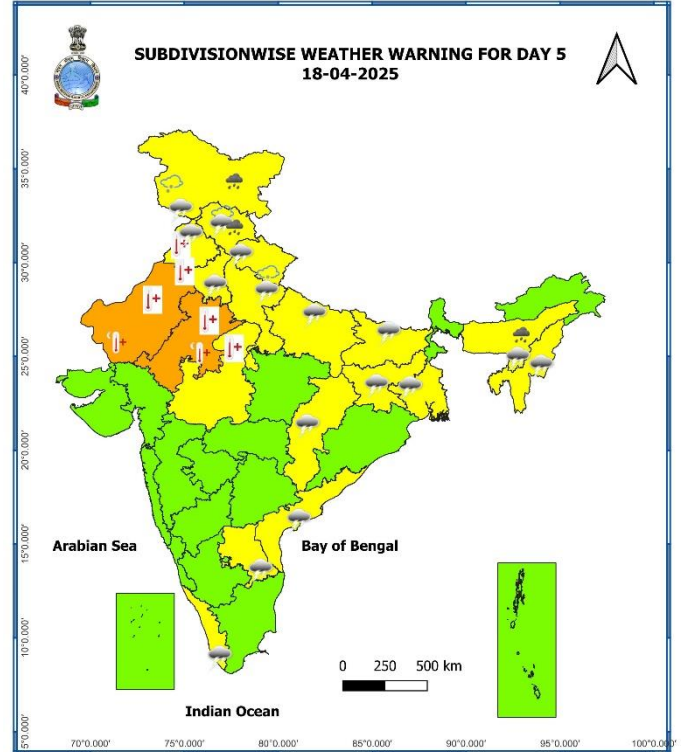 SUBDIVISIONWISE WEATHER WARNING FOR DAY 5
18-04-2025
40°0.000'
35°0.000'
30°0.000'
25°0.000'
20°0.000'
15°0.000'
10°0.000'
5°0.000'
Arabian Sea
Bay of Bengal
0 250 500 km
Indian Ocean
70°0.000' 75°0.000' 80°0.000' 85°0.000' 90°0.000' 95°0.000' 100°0.000'